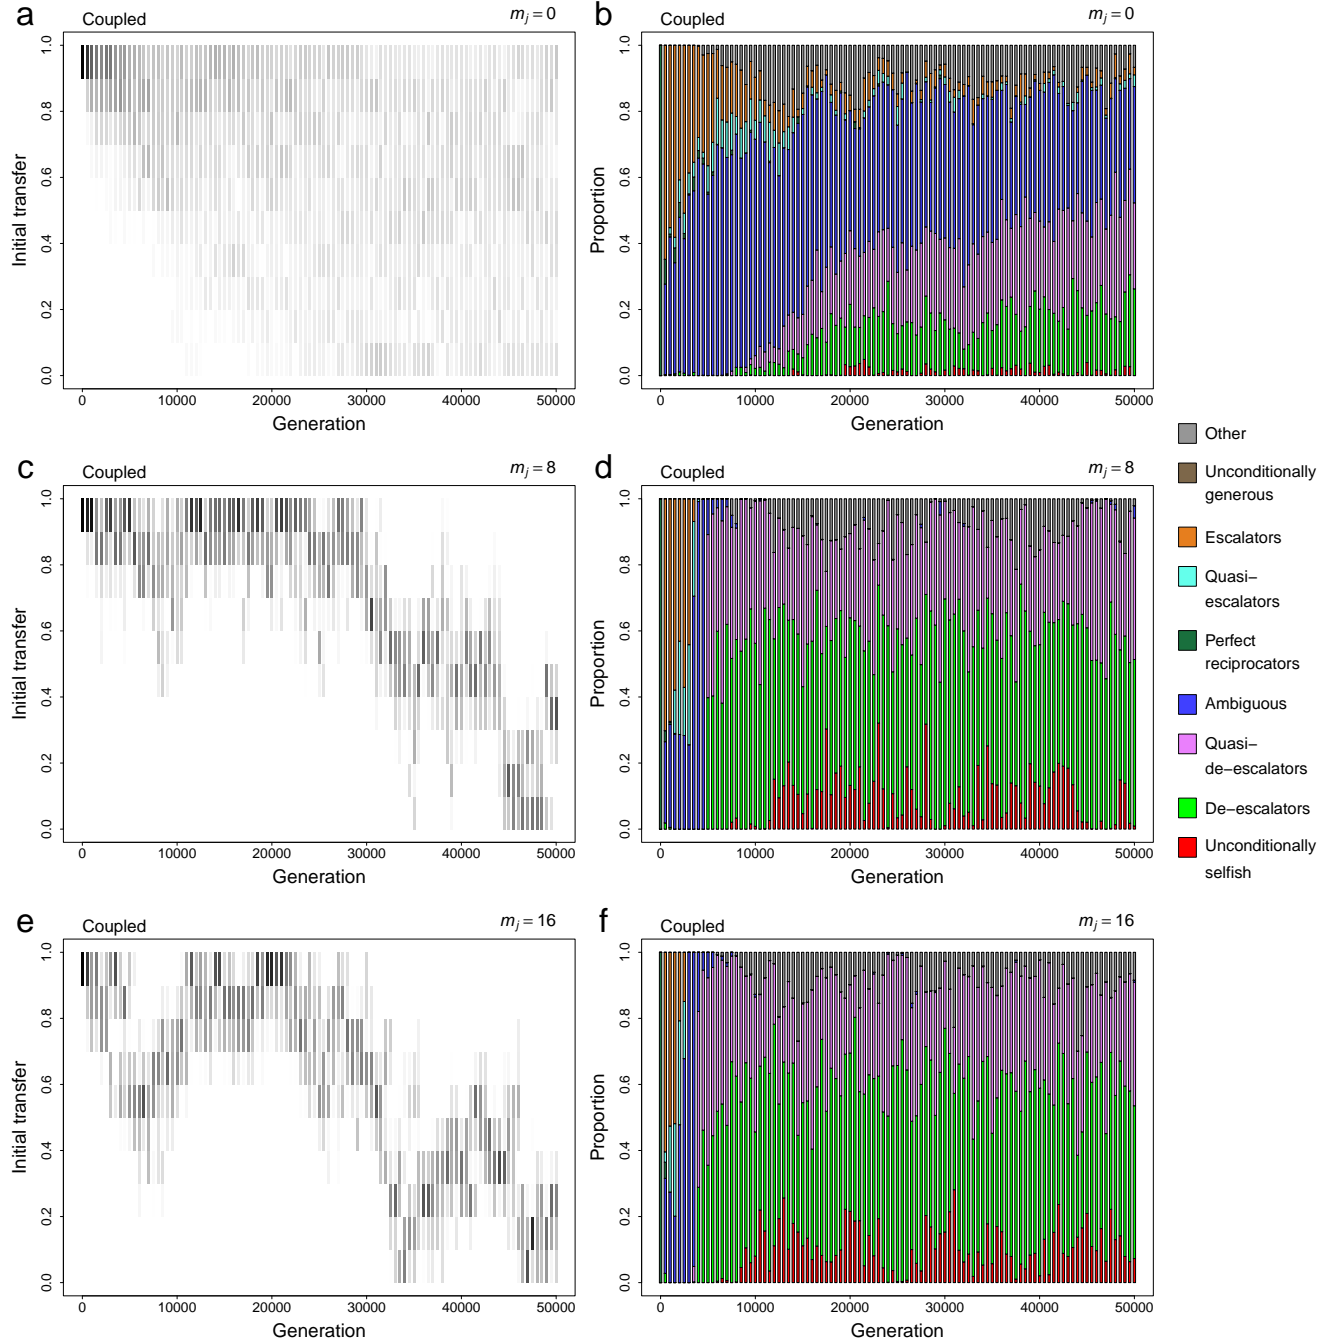 a
Coupled
mⱼ = 0
Initial transfer
0.0 0.2 0.4 0.6 0.8 1.0
0 10000 20000 30000 40000 50000
Generation
b
Coupled
mⱼ = 0
Proportion
0.0 0.2 0.4 0.6 0.8 1.0
0 10000 20000 30000 40000 50000
Generation
c
Coupled
mⱼ = 8
Initial transfer
0.0 0.2 0.4 0.6 0.8 1.0
0 10000 20000 30000 40000 50000
Generation
d
Coupled
mⱼ = 8
Proportion
0.0 0.2 0.4 0.6 0.8 1.0
0 10000 20000 30000 40000 50000
Generation
e
Coupled
mⱼ = 16
Initial transfer
0.0 0.2 0.4 0.6 0.8 1.0
0 10000 20000 30000 40000 50000
Generation
f
Coupled
mⱼ = 16
Proportion
0.0 0.2 0.4 0.6 0.8 1.0
0 10000 20000 30000 40000 50000
Generation
Other
Unconditionally
generous
Escalators
Quasi−
escalators
Perfect
reciprocators
Ambiguous
Quasi−
de−escalators
De−escalators
Unconditionally
selfish